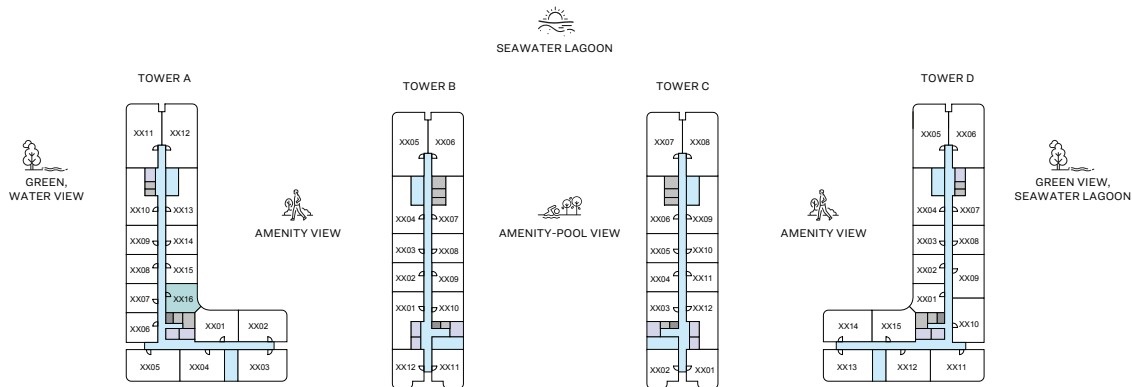 SEAWATER LAGOON
TOWER A
TOWER B
TOWER C
TOWER D
GREEN,
WATER VIEW
AMENITY VIEW
AMENITY-POOL VIEW
AMENITY VIEW
GREEN VIEW,
SEAWATER LAGOON
XX11 XX12
XX10 XX13
XX09 XX14
XX08 XX15
XX07 XX16
XX06 XX01 XX02
XX05 XX04 XX03
XX05 XX06
XX04 XX07
XX03 XX08
XX02 XX09
XX01 XX10
XX12 XX11
XX07 XX08
XX06 XX09
XX05 XX10
XX04 XX11
XX03 XX12
XX02 XX01
XX05 XX06
XX04 XX07
XX03 XX08
XX02 XX09
XX01
XX14 XX15 XX10
XX13 XX12 XX11